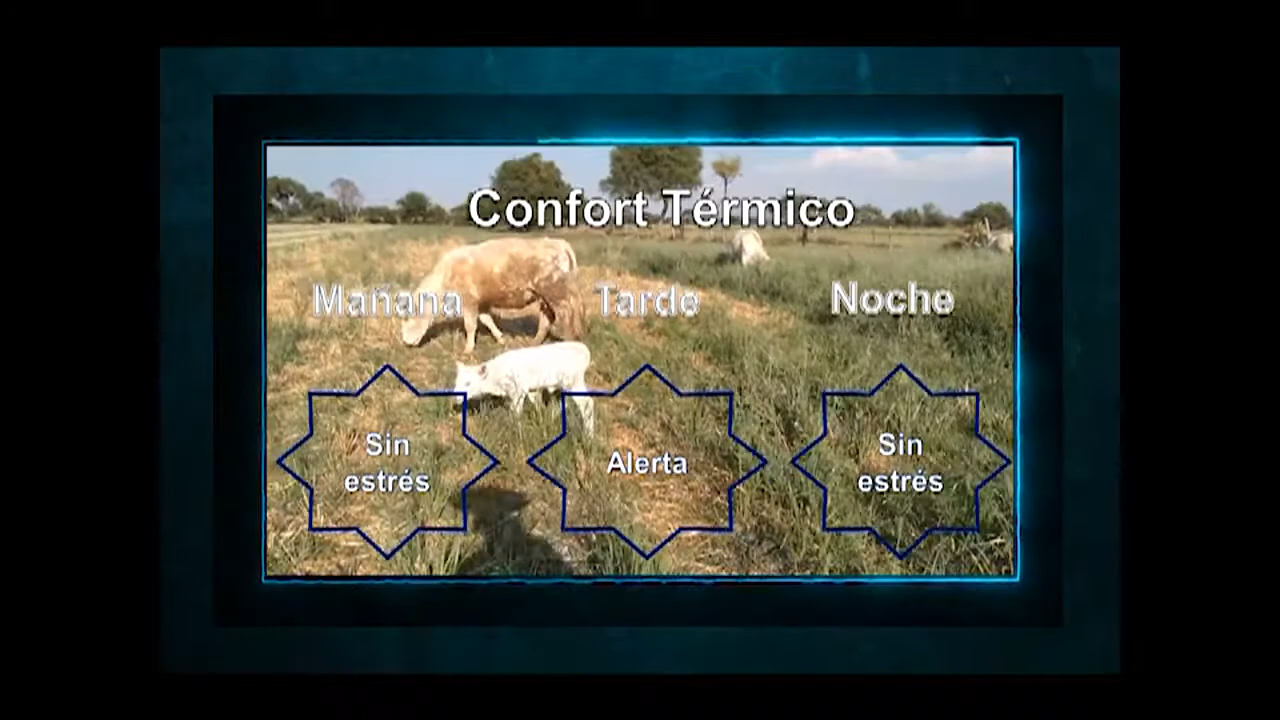 Confort Térmico
Mañana Tarde Noche
Sin estrés
Alerta
Sin estrés